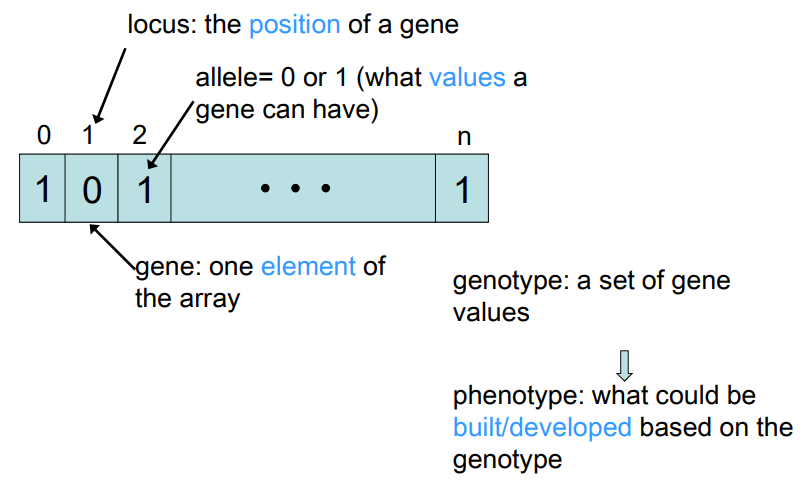 locus: the position of a gene
allele= 0 or 1 (what values a
gene can have)
0 1 2 n
1 0 1 • • • 1
gene: one element of
the array
genotype: a set of gene
values
phenotype: what could be
built/developed based on the
genotype